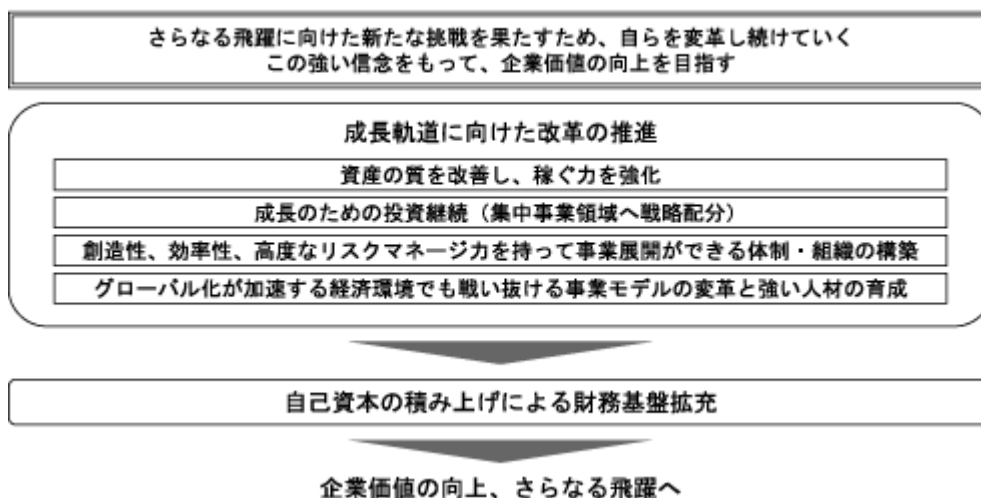 さらなる飛躍に向けた新たな挑戦を果たすため、自らを変革し続けていく
この強い信念をもって、企業価値の向上を目指す
成長軌道に向けた改革の推進
資産の質を改善し、稼ぐ力を強化
成長のための投資継続（集中事業領域へ戦略配分）
創造性、効率性、高度なリスクマネージ力を持って事業展開ができる体制・組織の構築
グローバル化が加速する経済環境でも戦い抜ける事業モデルの変革と強い人材の育成
自己資本の積み上げによる財務基盤拡充
企業価値の向上、さらなる飛躍へ